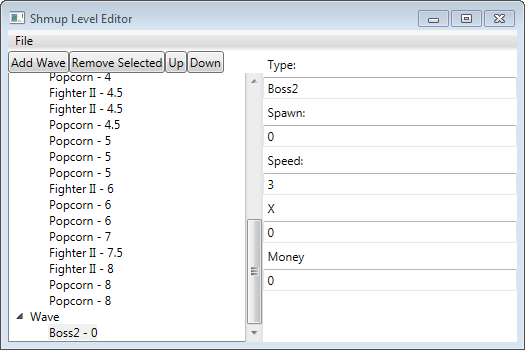 Shmup Level Editor
File
Add Wave Remove Selected Up Down
Popcorn - 4
Fighter II - 4.5
Fighter II - 4.5
Popcorn - 4.5
Popcorn - 5
Popcorn - 5
Popcorn - 5
Fighter II - 6
Popcorn - 6
Popcorn - 6
Popcorn - 7
Fighter II - 7.5
Fighter II - 8
Popcorn - 8
Popcorn - 8
Wave
Boss2 - 0
Type:
Boss2
Spawn:
0
Speed:
3
X
0
Money
0